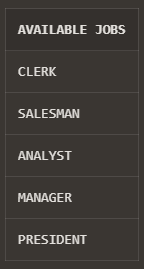 AVAILABLE JOBS
CLERK
SALESMAN
ANALYST
MANAGER
PRESIDENT